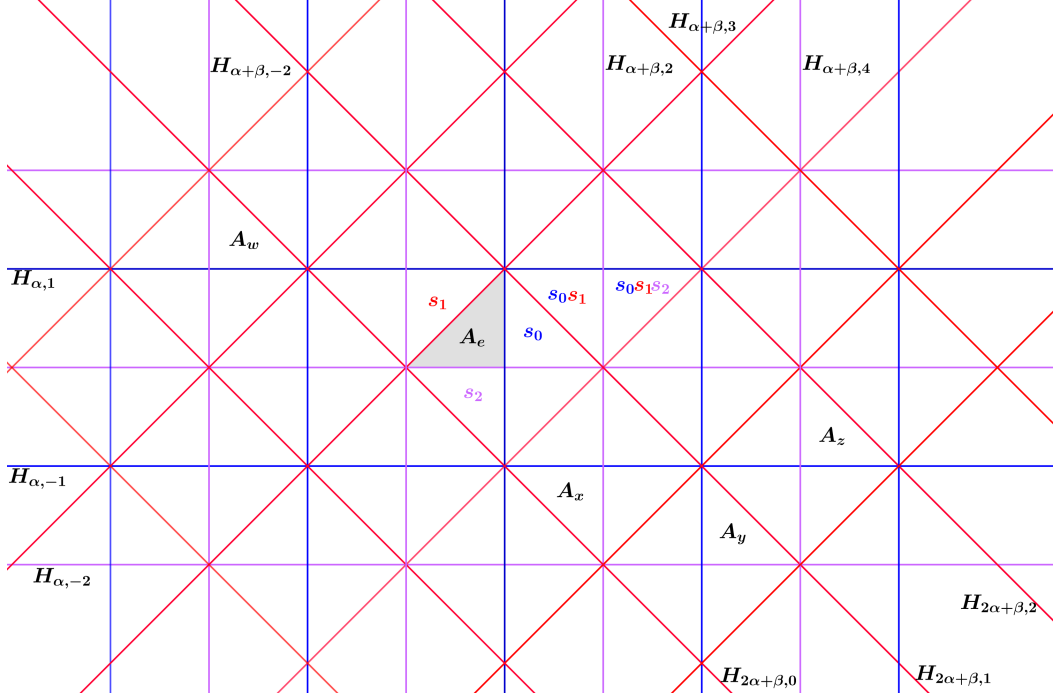 H_{α+β,3}
H_{α+β,−2}
H_{α+β,2}
H_{α+β,4}
A_w
H_{α,1}
s_1
s_0s_1
s_0s_1s_2
A_e
s_0
s_2
A_z
H_{α,−1}
A_x
A_y
H_{α,−2}
H_{2α+β,2}
H_{2α+β,0}
H_{2α+β,1}